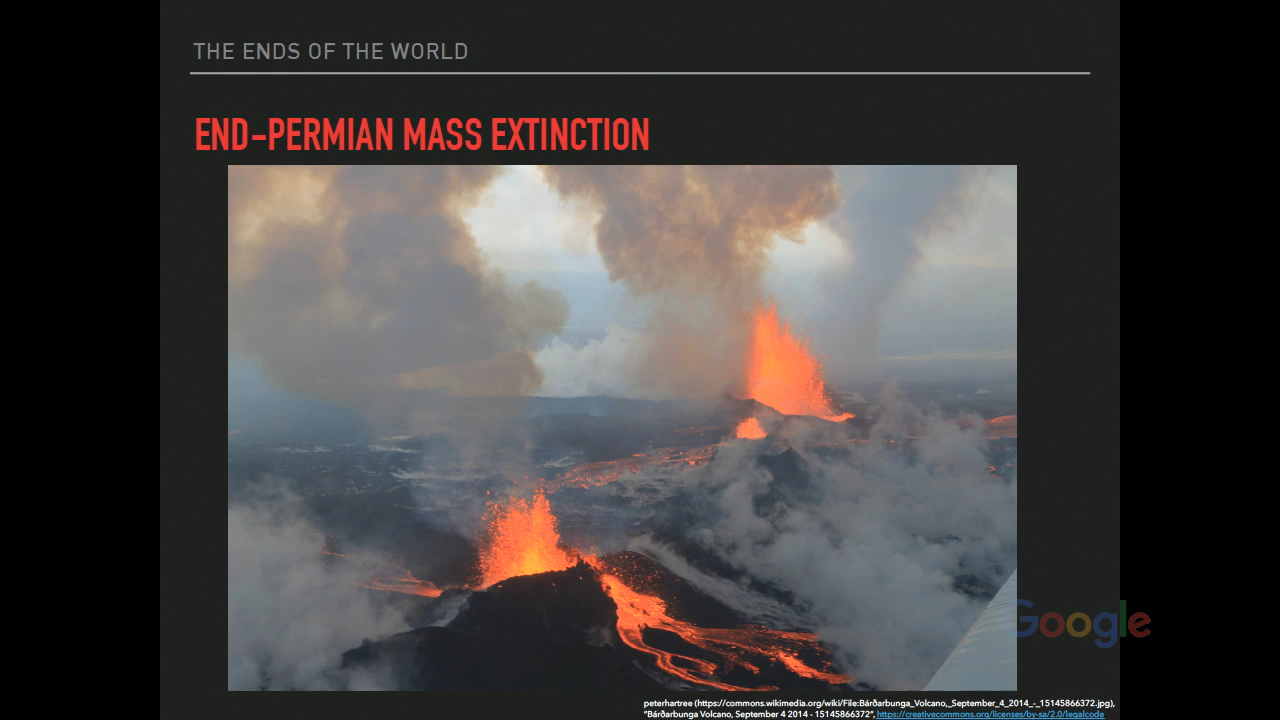 THE ENDS OF THE WORLD
END-PERMIAN MASS EXTINCTION
Google
peterhartree (https://commons.wikimedia.org/wiki/File:Bárðarbunga_Volcano,_September_4_2014_-_15145866372.jpg),
"Bárðarbunga Volcano, September 4 2014 - 15145866372", https://creativecommons.org/licenses/by-sa/2.0/legalcode